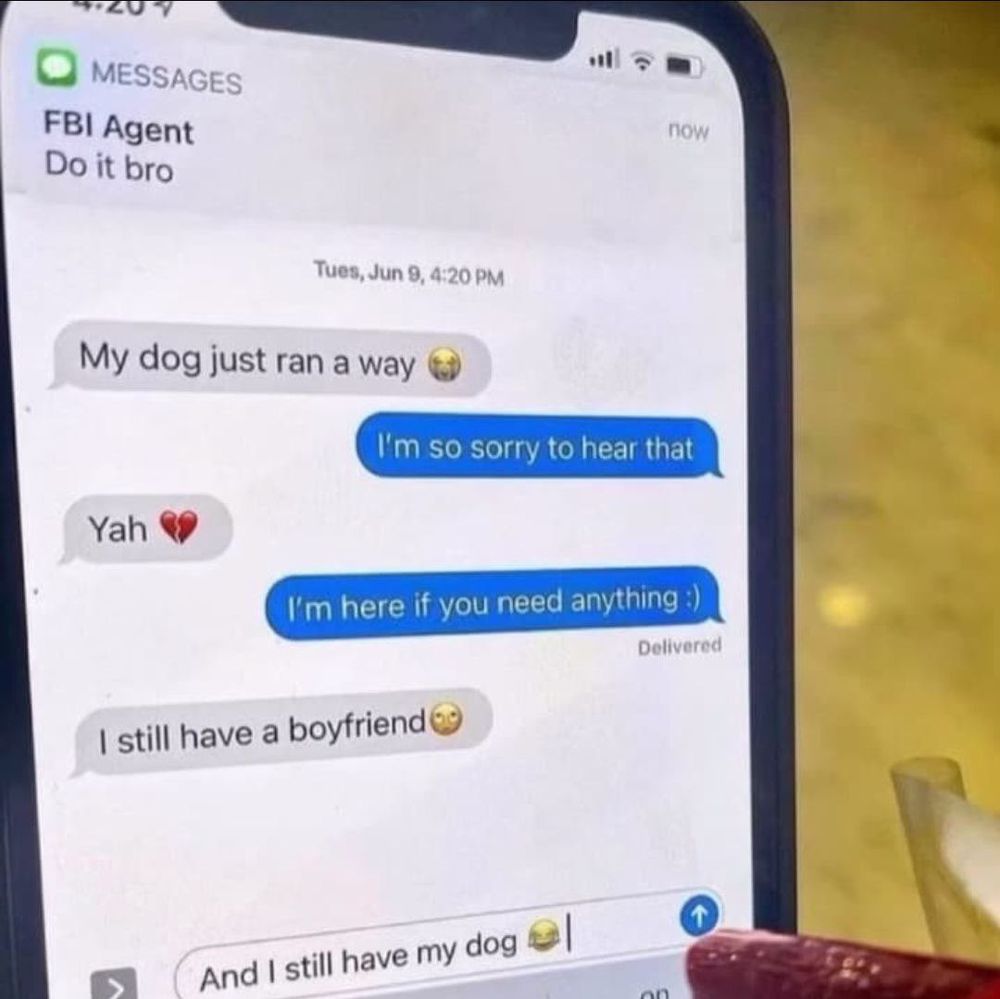 4:20
MESSAGES
FBI Agent
now
Do it bro
Tues, Jun 9, 4:20 PM
My dog just ran a way 😭
I'm so sorry to hear that
Yah 💔
I'm here if you need anything :)
Delivered
I still have a boyfriend🙄
And I still have my dog 😂
on